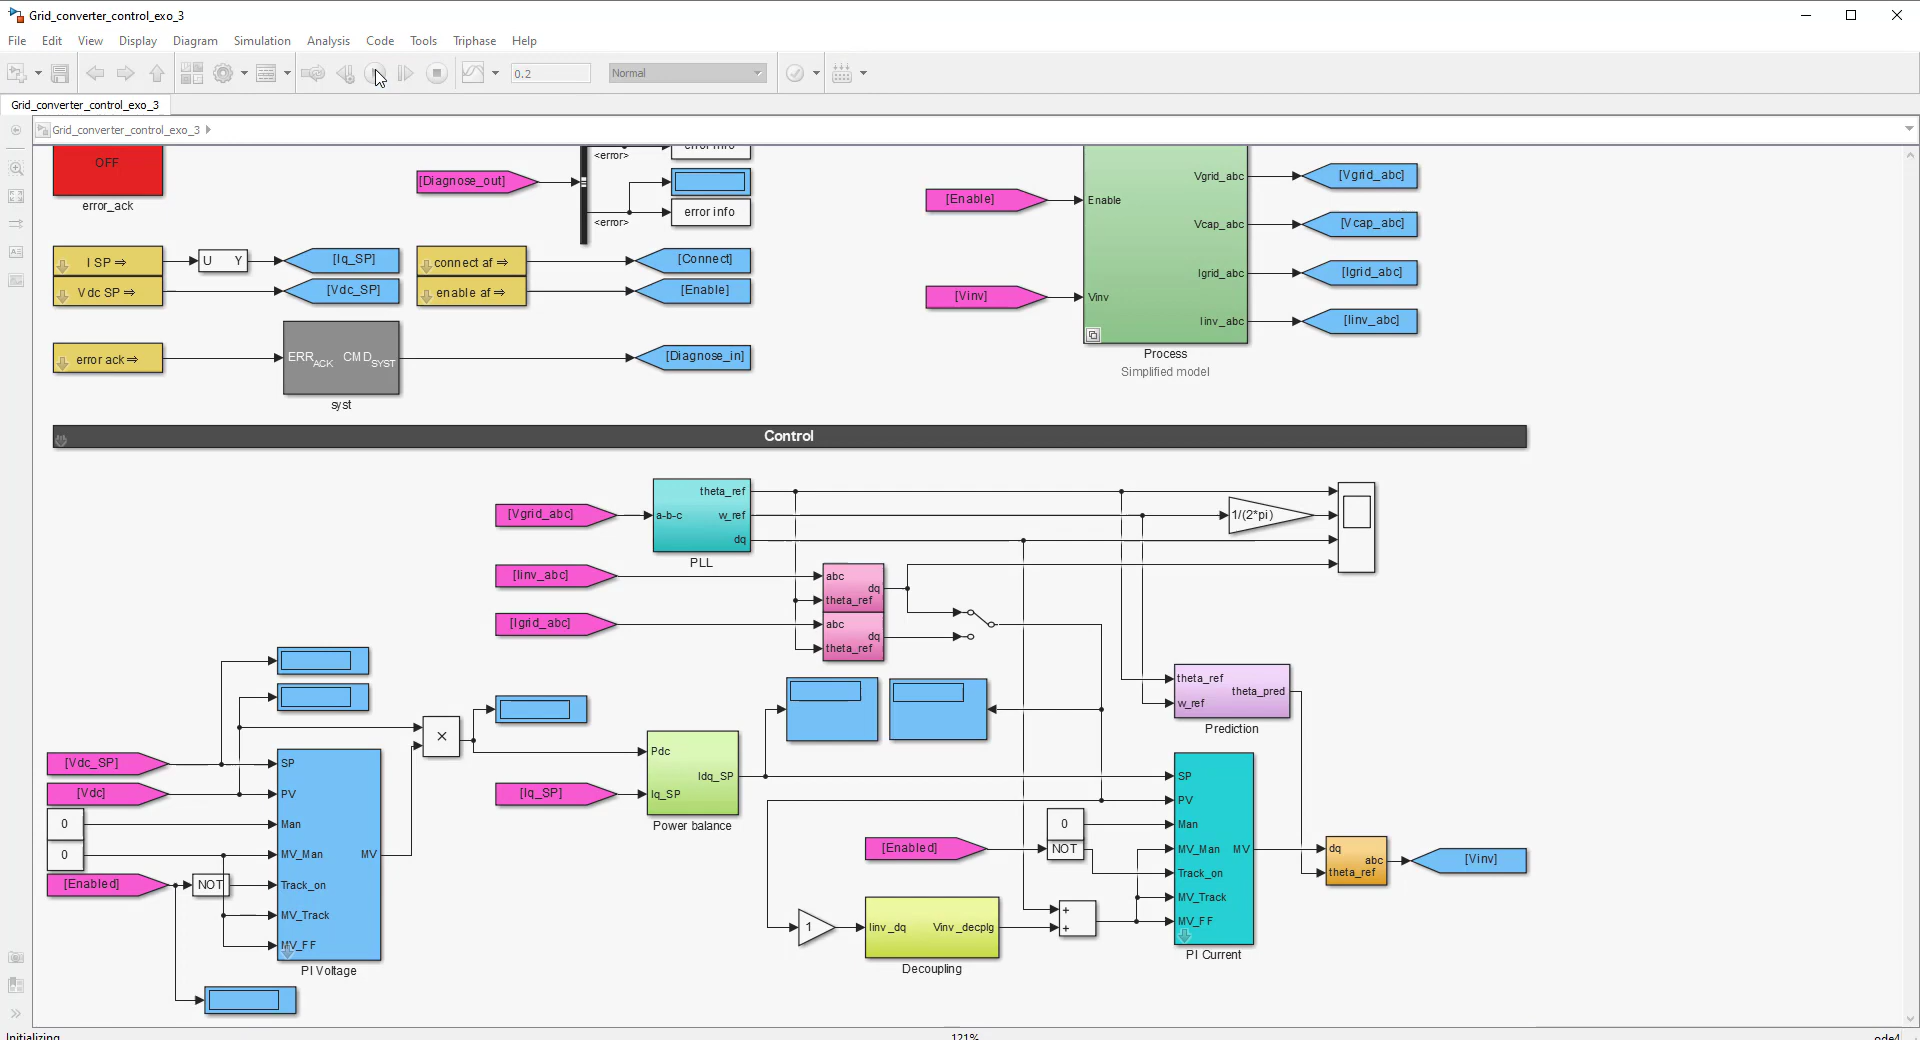 Grid_converter_control_exo_3
File Edit View Display Diagram Simulation Analysis Code Tools Triphase Help
0.2 Normal
Grid_converter_control_exo_3
Grid_converter_control_exo_3
OFF
error_ack
[Diagnose_out]
<error>
error info
<error>
error info
[Enable]
Enable
Vgrid_abc
[Vgrid_abc]
Vcap_abc
[Vcap_abc]
Igrid_abc
[Igrid_abc]
[Vinv]
Vinv
Iinv_abc
[Iinv_abc]
Process
Simplified model
I SP ⇒
U Y
[Iq_SP]
Vdc SP ⇒
[Vdc_SP]
connect af ⇒
[Connect]
enable af ⇒
[Enable]
error ack ⇒
ERR_ACK CMD_SYST
syst
[Diagnose_in]
Control
[Vgrid_abc]
a-b-c
theta_ref
w_ref
dq
PLL
1/(2*pi)
[Iinv_abc]
abc
dq
theta_ref
[Igrid_abc]
abc
dq
theta_ref
theta_ref
theta_pred
w_ref
Prediction
×
[Vdc_SP]
SP
[Vdc]
PV
0
Man
0
MV_Man
MV
[Enabled]
NOT
Track_on
MV_Track
MV_FF
PI Voltage
Pdc
Idq_SP
[Iq_SP]
Iq_SP
Power balance
SP
PV
0
Man
[Enabled]
NOT
MV_Man
MV
Track_on
MV_Track
MV_FF
PI Current
1
Iinv_dq
Vinv_decplg
Decoupling
+
+
dq
abc
theta_ref
[Vinv]
Initializing
121%
ode4